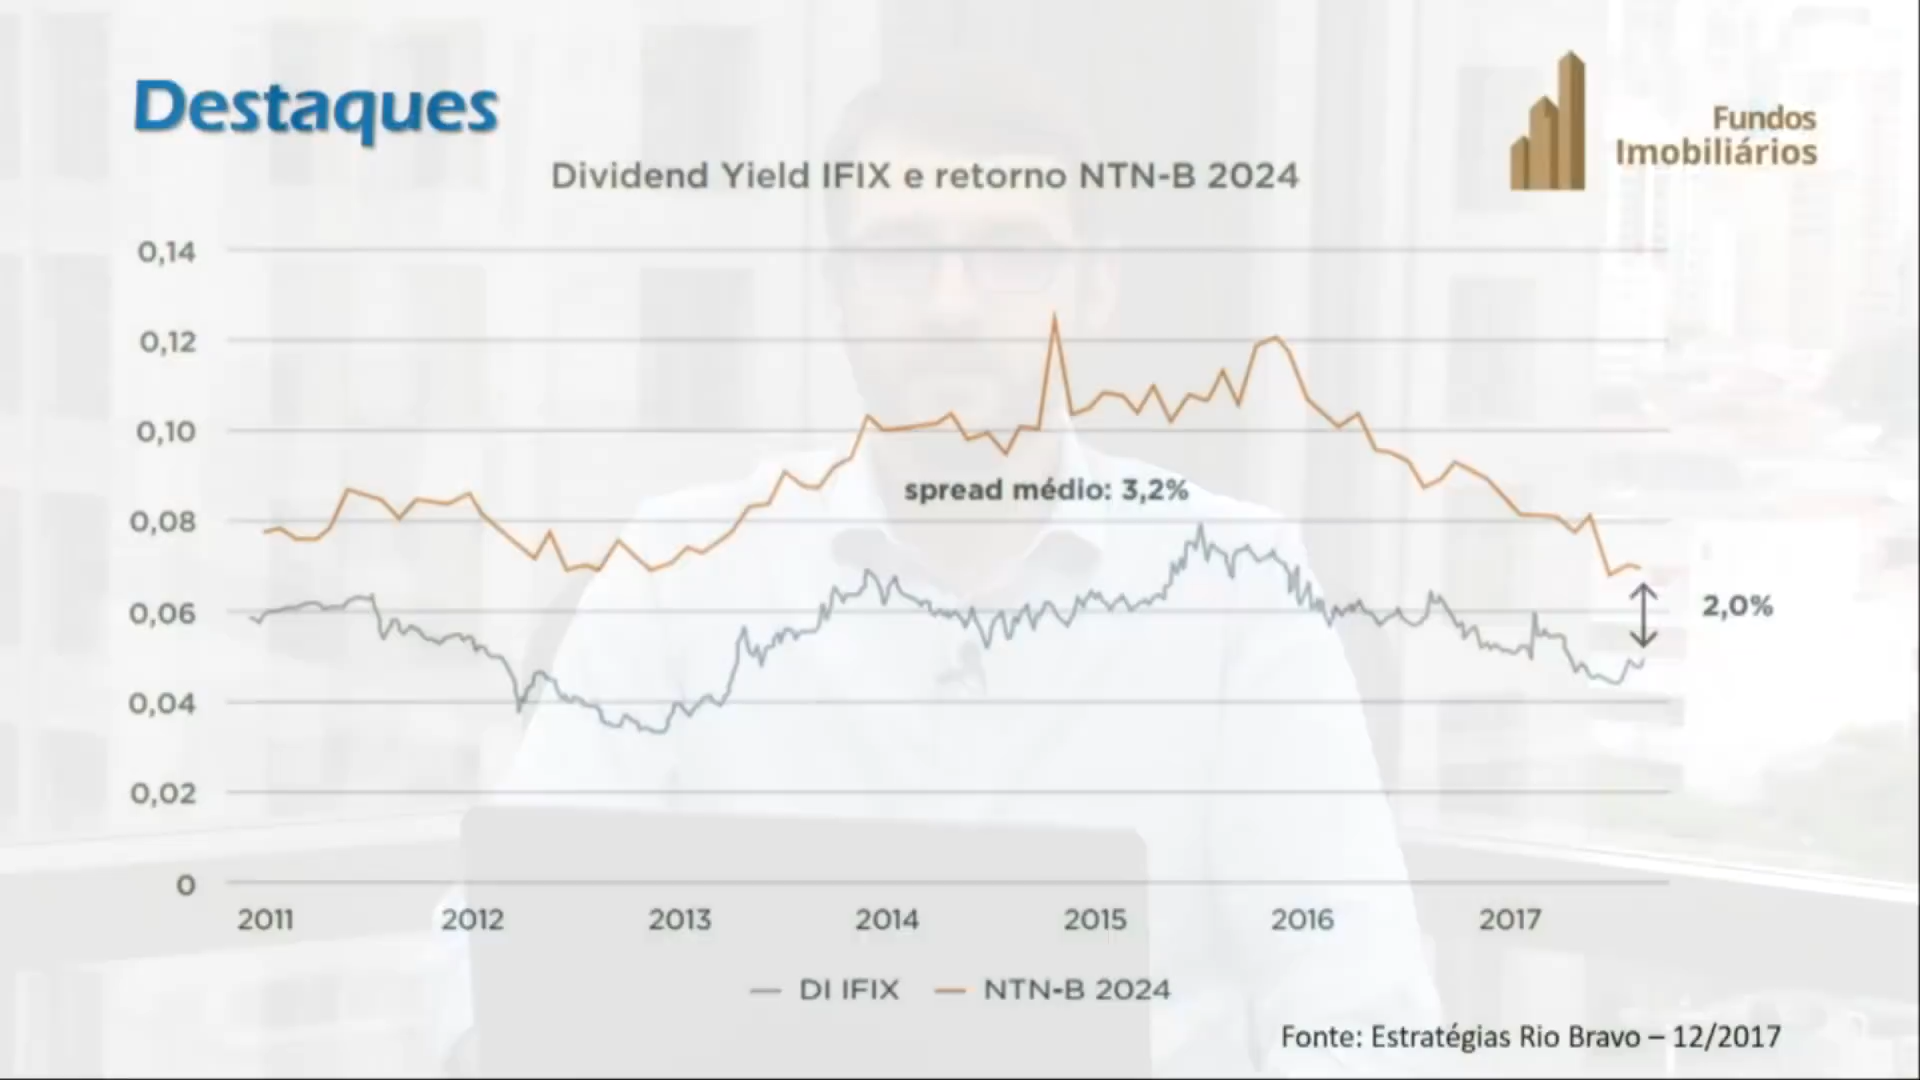 Destaques
Fundos
Imobiliários
Dividend Yield IFIX e retorno NTN-B 2024
0,14
0,12
0,10
0,08
0,06
0,04
0,02
0
spread médio: 3,2%
2,0%
2011 2012 2013 2014 2015 2016 2017
DI IFIX NTN-B 2024
Fonte: Estratégias Rio Bravo – 12/2017